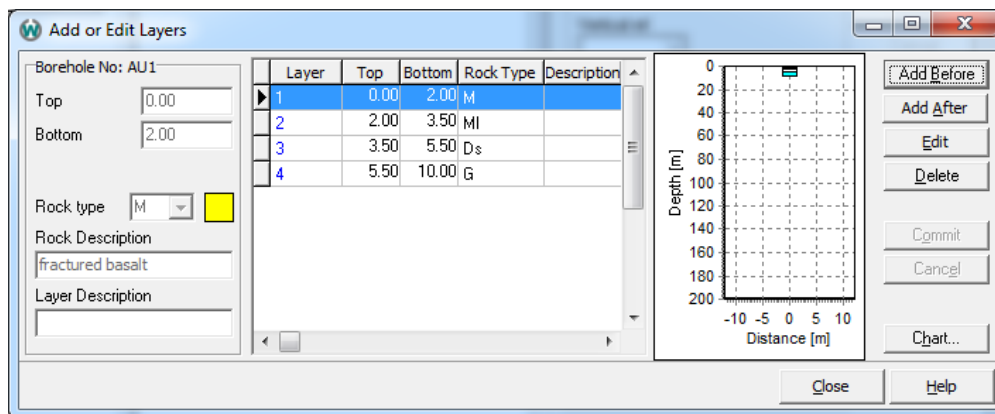 Add or Edit Layers
Borehole No: AU1
Top 0.00
Bottom 2.00
Rock type M
Rock Description
fractured basalt
Layer Description
Layer Top Bottom Rock Type Description
1 0.00 2.00 M
2 2.00 3.50 Ml
3 3.50 5.50 Ds
4 5.50 10.00 G
Depth [m]
0
20
40
60
80
100
120
140
160
180
200
-10 -5 0 5 10
Distance [m]
Add Before
Add After
Edit
Delete
Commit
Cancel
Chart...
Close Help